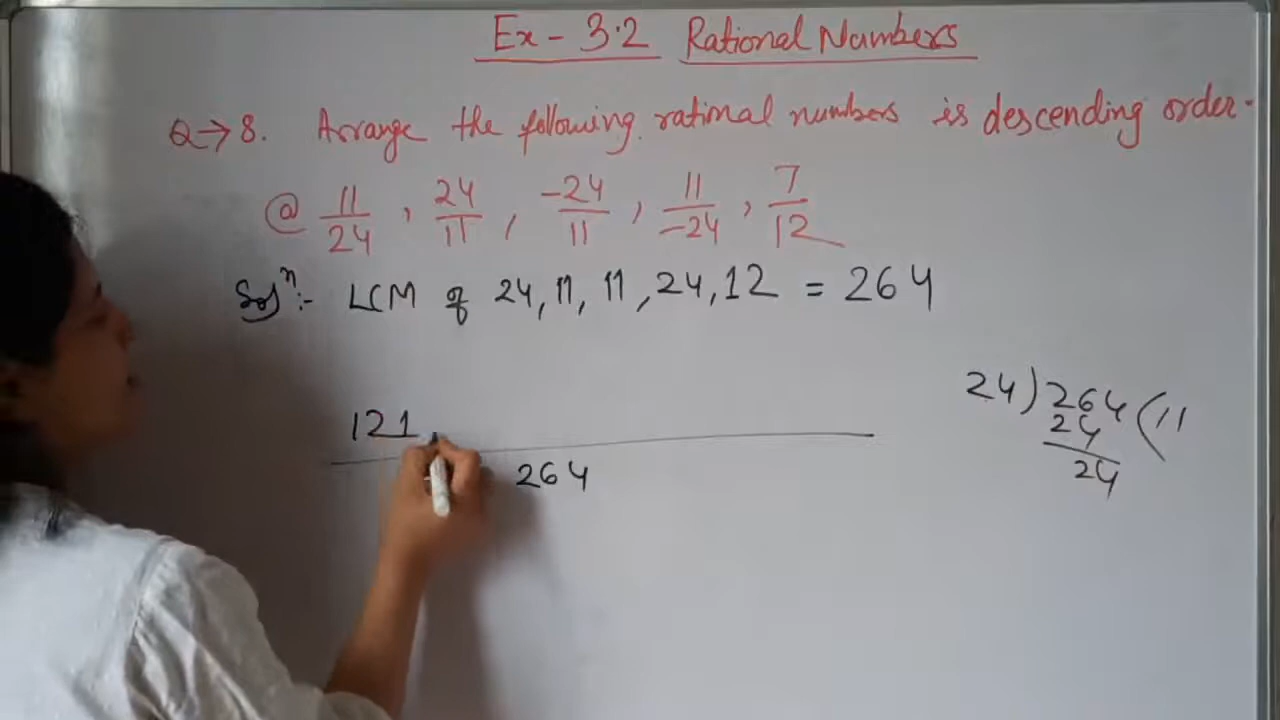 Ex - 3.2 Rational Numbers
Q→8. Arrange the following rational numbers is descending order.
@ 11/24, 24/11, -24/11, 11/-24, 7/12
Solⁿ:- LCM of 24, 11, 11, 24, 12 = 264
24) 264 (11
24
24
121
264